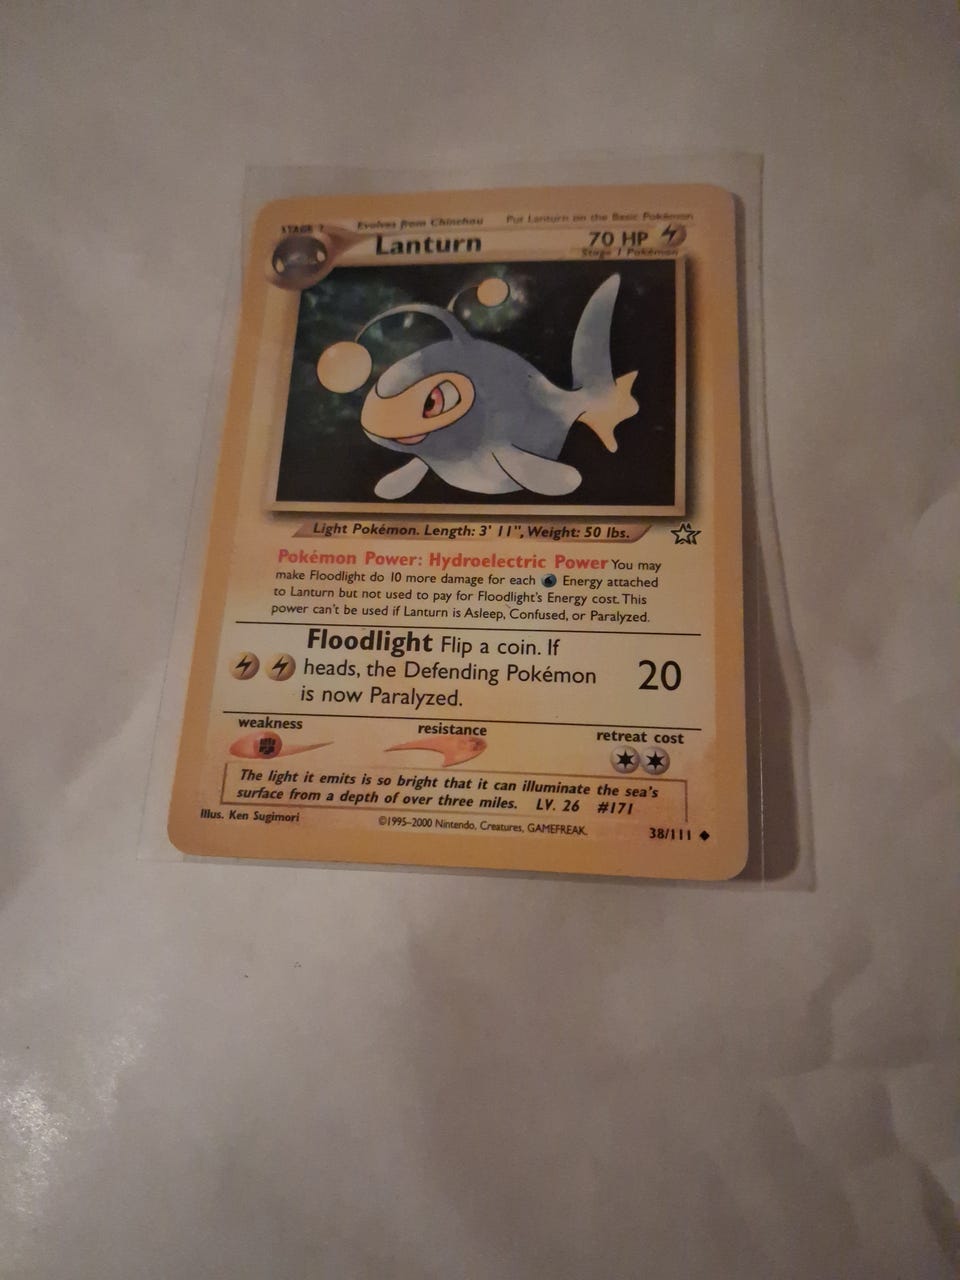 STAGE 1 Evolves from Chinchou Put Lanturn on the Basic Pokémon
Lanturn 70 HP
Stage 1 Pokémon
Light Pokémon. Length: 3' 11", Weight: 50 lbs.
Pokémon Power: Hydroelectric Power You may
make Floodlight do 10 more damage for each Energy attached
to Lanturn but not used to pay for Floodlight's Energy cost. This
power can't be used if Lanturn is Asleep, Confused, or Paralyzed.
Floodlight Flip a coin. If
heads, the Defending Pokémon 20
is now Paralyzed.
weakness resistance retreat cost
The light it emits is so bright that it can illuminate the sea's
surface from a depth of over three miles. LV. 26 #171
Illus. Ken Sugimori ©1995–2000 Nintendo, Creatures, GAMEFREAK. 38/111